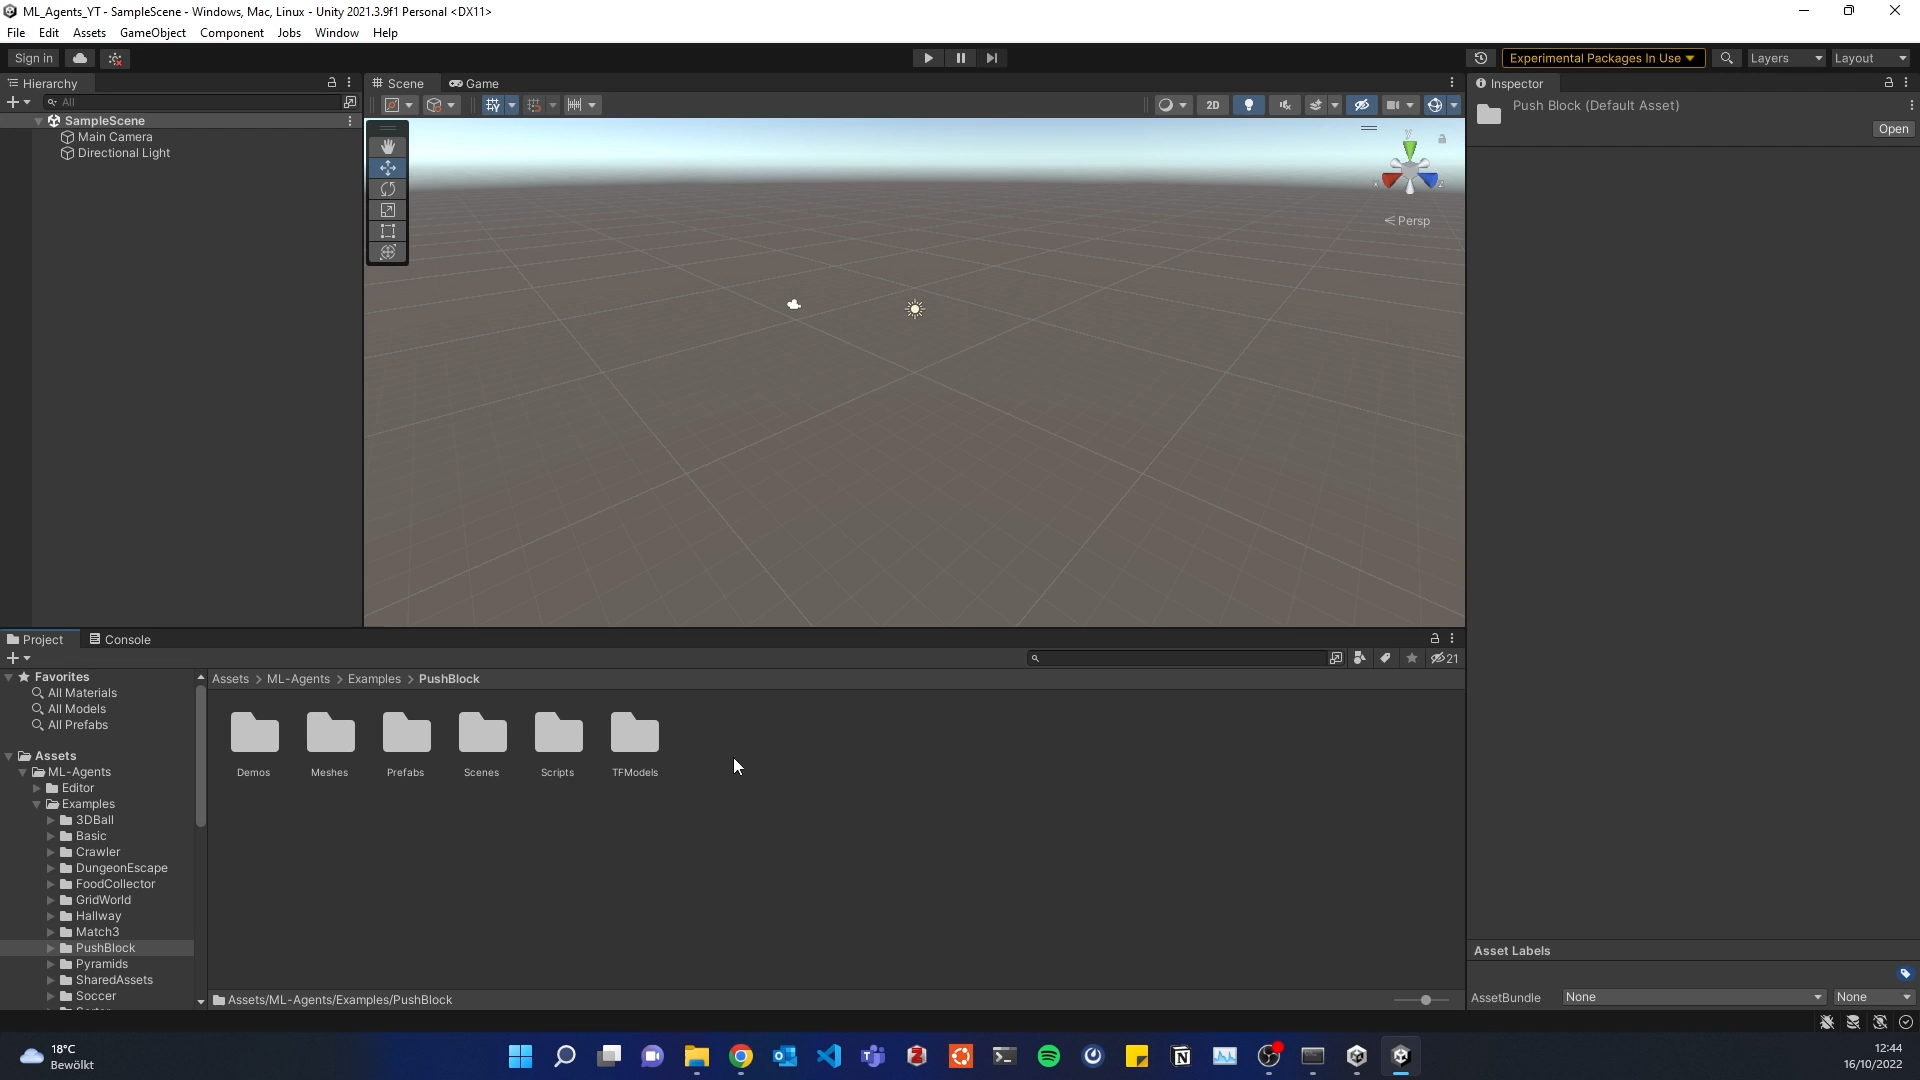 ML_Agents_YT - SampleScene - Windows, Mac, Linux - Unity 2021.3.9f1 Personal <DX11>
File Edit Assets GameObject Component Jobs Window Help
Sign in
Experimental Packages In Use
Layers
Layout
Hierarchy
Scene
Game
Inspector
All
2D
Push Block (Default Asset)
Open
SampleScene
Main Camera
Directional Light
y
Persp
Project
Console
21
Favorites
All Materials
All Models
All Prefabs
Assets
ML-Agents
Editor
Examples
3DBall
Basic
Crawler
DungeonEscape
FoodCollector
GridWorld
Hallway
Match3
PushBlock
Pyramids
SharedAssets
Soccer
Assets > ML-Agents > Examples > PushBlock
Demos
Meshes
Prefabs
Scenes
Scripts
TFModels
Assets/ML-Agents/Examples/PushBlock
Asset Labels
AssetBundle
None
None
18°C
Bewölkt
12:44
16/10/2022